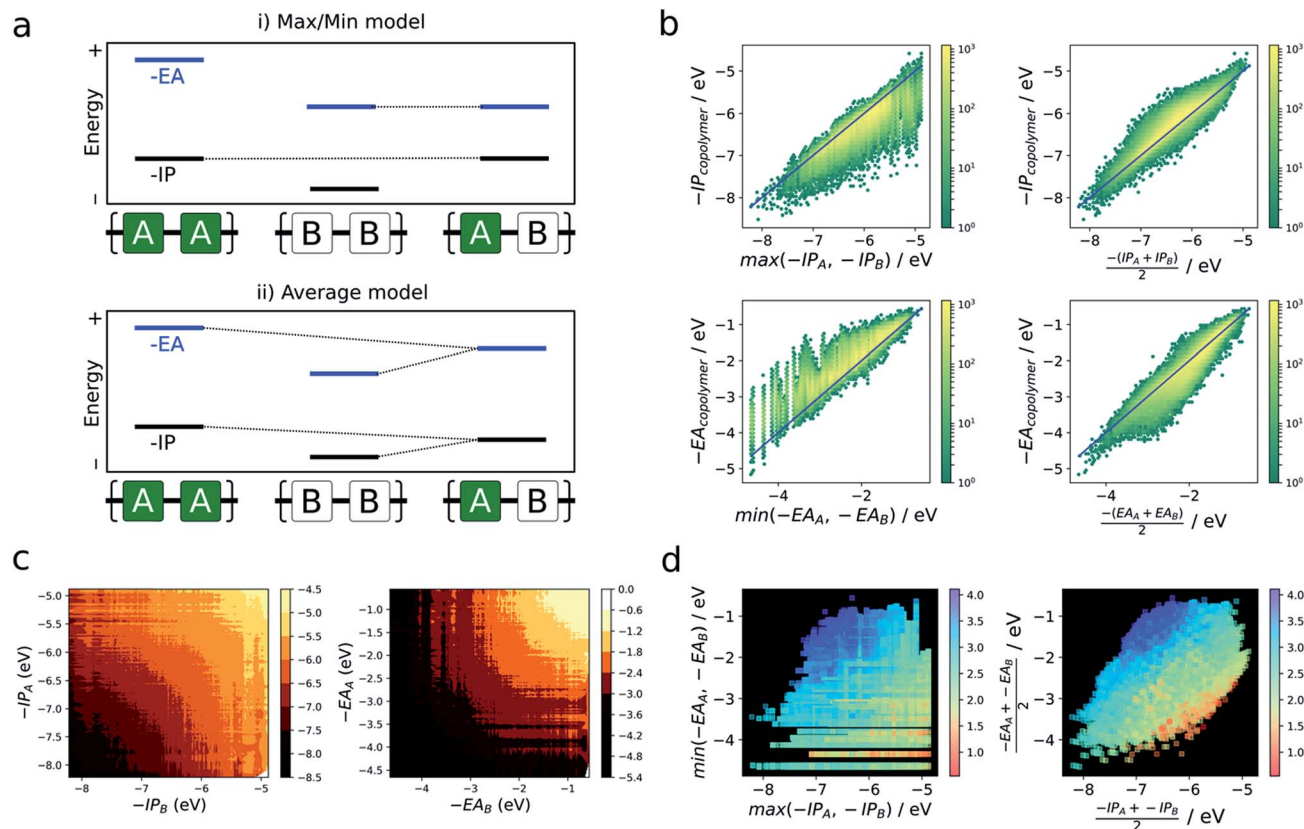 a
i) Max/Min model
+
-EA
Energy
-IP
−
A A B B A B
ii) Average model
+
-EA
Energy
-IP
−
A A B B A B
b
−IP_copolymer / eV
−5
−6
−7
−8
−8 −7 −6 −5
max(−IP_A, −IP_B) / eV
10^3
10^2
10^1
10^0
−IP_copolymer / eV
−5
−6
−7
−8
−8 −7 −6 −5
−(IP_A + IP_B)
2
/ eV
10^3
10^2
10^1
10^0
−EA_copolymer / eV
−1
−2
−3
−4
−5
−4 −2
min(−EA_A, −EA_B) / eV
10^3
10^2
10^1
10^0
−EA_copolymer / eV
−1
−2
−3
−4
−5
−4 −2
−(EA_A + EA_B)
2
/ eV
10^3
10^2
10^1
10^0
c
−IP_A (eV)
−5.0
−5.5
−6.0
−6.5
−7.0
−7.5
−8.0
−8 −7 −6 −5
−IP_B (eV)
−4.5
−5.0
−5.5
−6.0
−6.5
−7.0
−7.5
−8.0
−8.5
−EA_A (eV)
−1.0
−1.5
−2.0
−2.5
−3.0
−3.5
−4.0
−4.5
−4 −3 −2 −1
−EA_B (eV)
0.0
−0.6
−1.2
−1.8
−2.4
−3.0
−3.6
−4.2
−4.8
−5.4
d
min(−EA_A, −EA_B) / eV
−1
−2
−3
−4
−8 −7 −6 −5
max(−IP_A, −IP_B) / eV
4.0
3.5
3.0
2.5
2.0
1.5
1.0
−EA_A + −EA_B
2
/ eV
−1
−2
−3
−4
−8 −7 −6 −5
−IP_A + −IP_B
2
/ eV
4.0
3.5
3.0
2.5
2.0
1.5
1.0